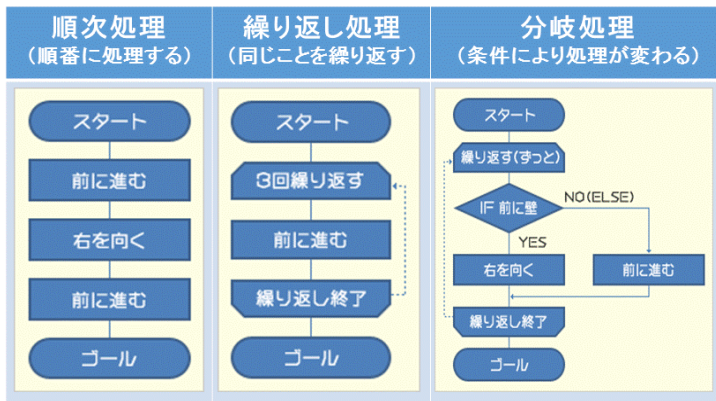 順次処理
(順番に処理する)
スタート
前に進む
右を向く
前に進む
ゴール
繰り返し処理
(同じことを繰り返す)
スタート
3回繰り返す
前に進む
繰り返し終了
ゴール
分岐処理
(条件により処理が変わる)
スタート
繰り返す(ずっと)
IF 前に壁
NO(ELSE)
YES
右を向く
前に進む
繰り返し終了
ゴール